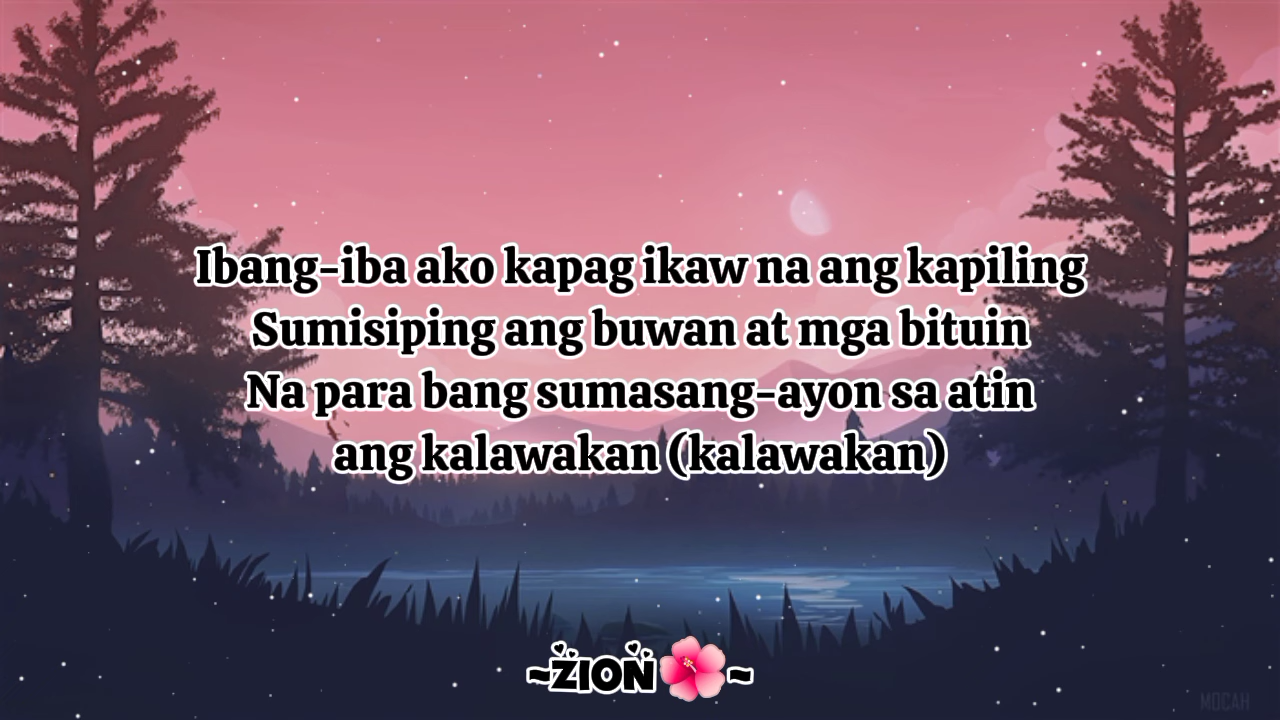 Ibang-iba ako kapag ikaw na ang kapiling
Sumisiping ang buwan at mga bituin
Na para bang sumasang-ayon sa atin
ang kalawakan (kalawakan)
~ZION🌺~
MOCAH